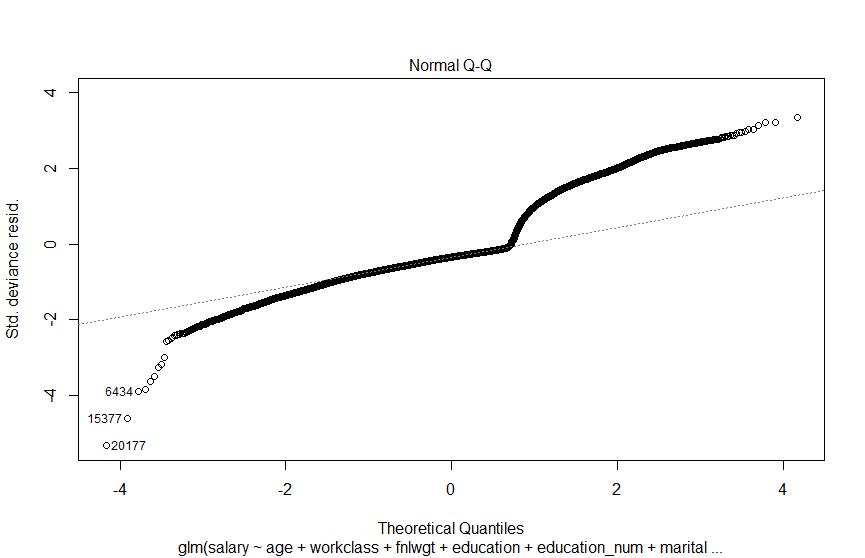 Normal Q-Q
4
2
0
-2
-4
Std. deviance resid.
6434
15377
20177
-4 -2 0 2 4
Theoretical Quantiles
glm(salary ~ age + workclass + fnlwgt + education + education_num + marital ...